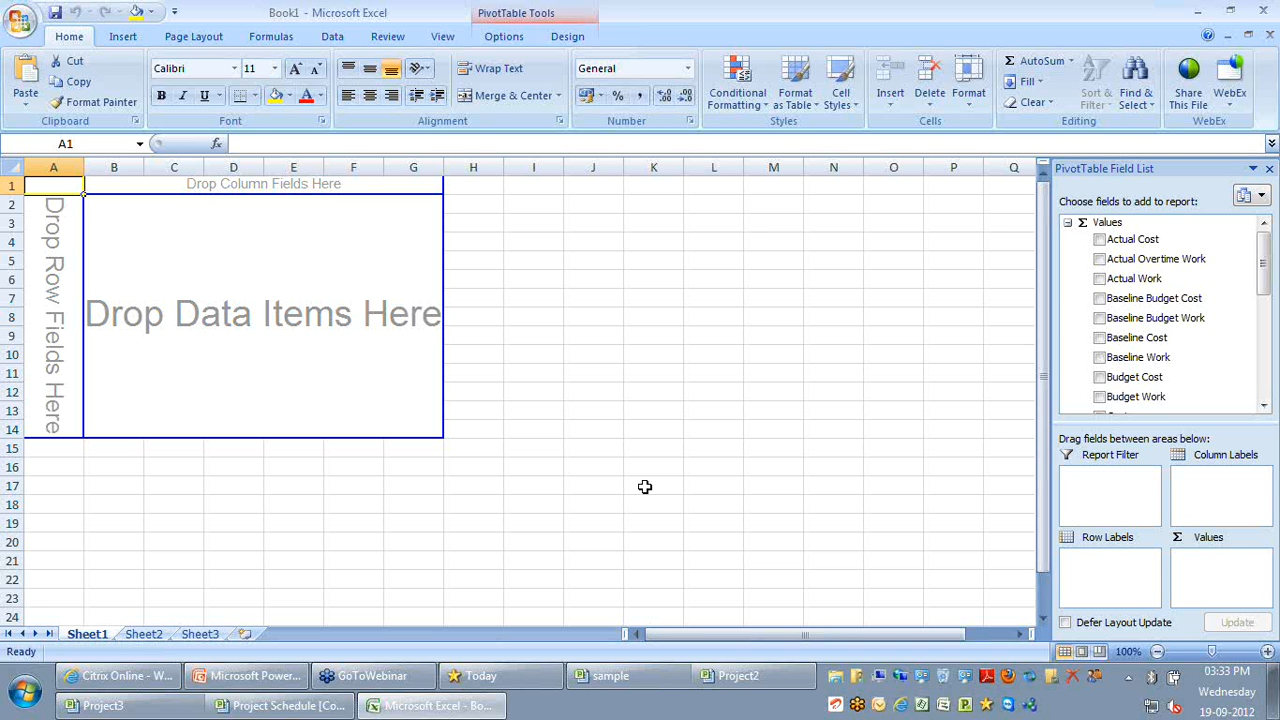 Book1 - Microsoft Excel
PivotTable Tools
Home Insert Page Layout Formulas Data Review View Options Design
Paste
Cut
Copy
Format Painter
Clipboard
Calibri 11
B I U A
Font
Wrap Text
Merge & Center
Alignment
General
% ,
Number
Conditional Formatting
Format as Table
Cell Styles
Styles
Insert Delete Format
Cells
AutoSum
Fill
Clear
Sort & Filter
Find & Select
Editing
Share This File
WebEx
WebEx
A1
fx
A B C D E F G H I J K L M N O P Q
1
2
3
4
5
6
7
8
9
10
11
12
13
14
15
16
17
18
19
20
21
22
23
24
Drop Column Fields Here
Drop Row Fields Here
Drop Data Items Here
PivotTable Field List
Choose fields to add to report:
Σ Values
Actual Cost
Actual Overtime Work
Actual Work
Baseline Budget Cost
Baseline Budget Work
Baseline Cost
Baseline Work
Budget Cost
Budget Work
Drag fields between areas below:
Report Filter
Column Labels
Row Labels
Σ Values
Defer Layout Update
Update
Sheet1 Sheet2 Sheet3
Ready
100%
Citrix Online - W...
Microsoft Power...
GoToWebinar
Today
sample
Project2
Project3
Project Schedule [Co...
Microsoft Excel - Bo...
03:33 PM
Wednesday
19-09-2012